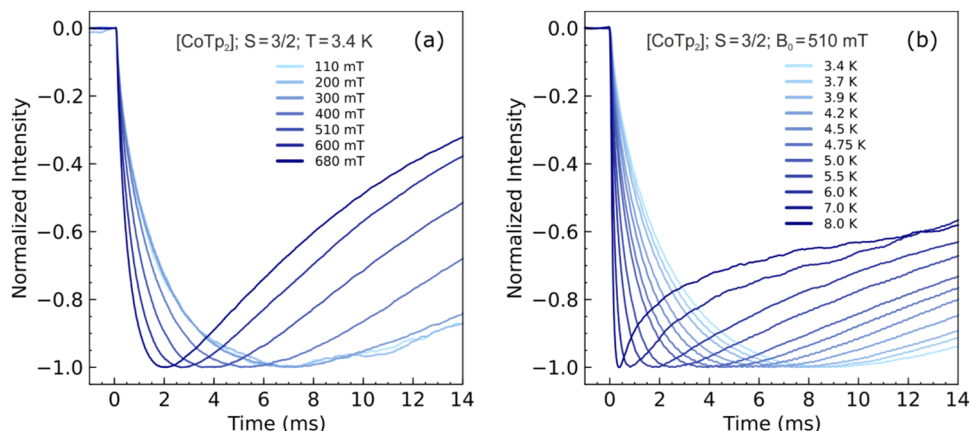 [CoTp₂]; S = 3/2; T = 3.4 K
(a)
110 mT
200 mT
300 mT
400 mT
510 mT
600 mT
680 mT
0.0
−0.2
−0.4
−0.6
−0.8
−1.0
Normalized Intensity
0 2 4 6 8 10 12 14
Time (ms)
[CoTp₂]; S = 3/2; B₀ = 510 mT
(b)
3.4 K
3.7 K
3.9 K
4.2 K
4.5 K
4.75 K
5.0 K
5.5 K
6.0 K
7.0 K
8.0 K
0.0
−0.2
−0.4
−0.6
−0.8
−1.0
Normalized Intensity
0 2 4 6 8 10 12 14
Time (ms)